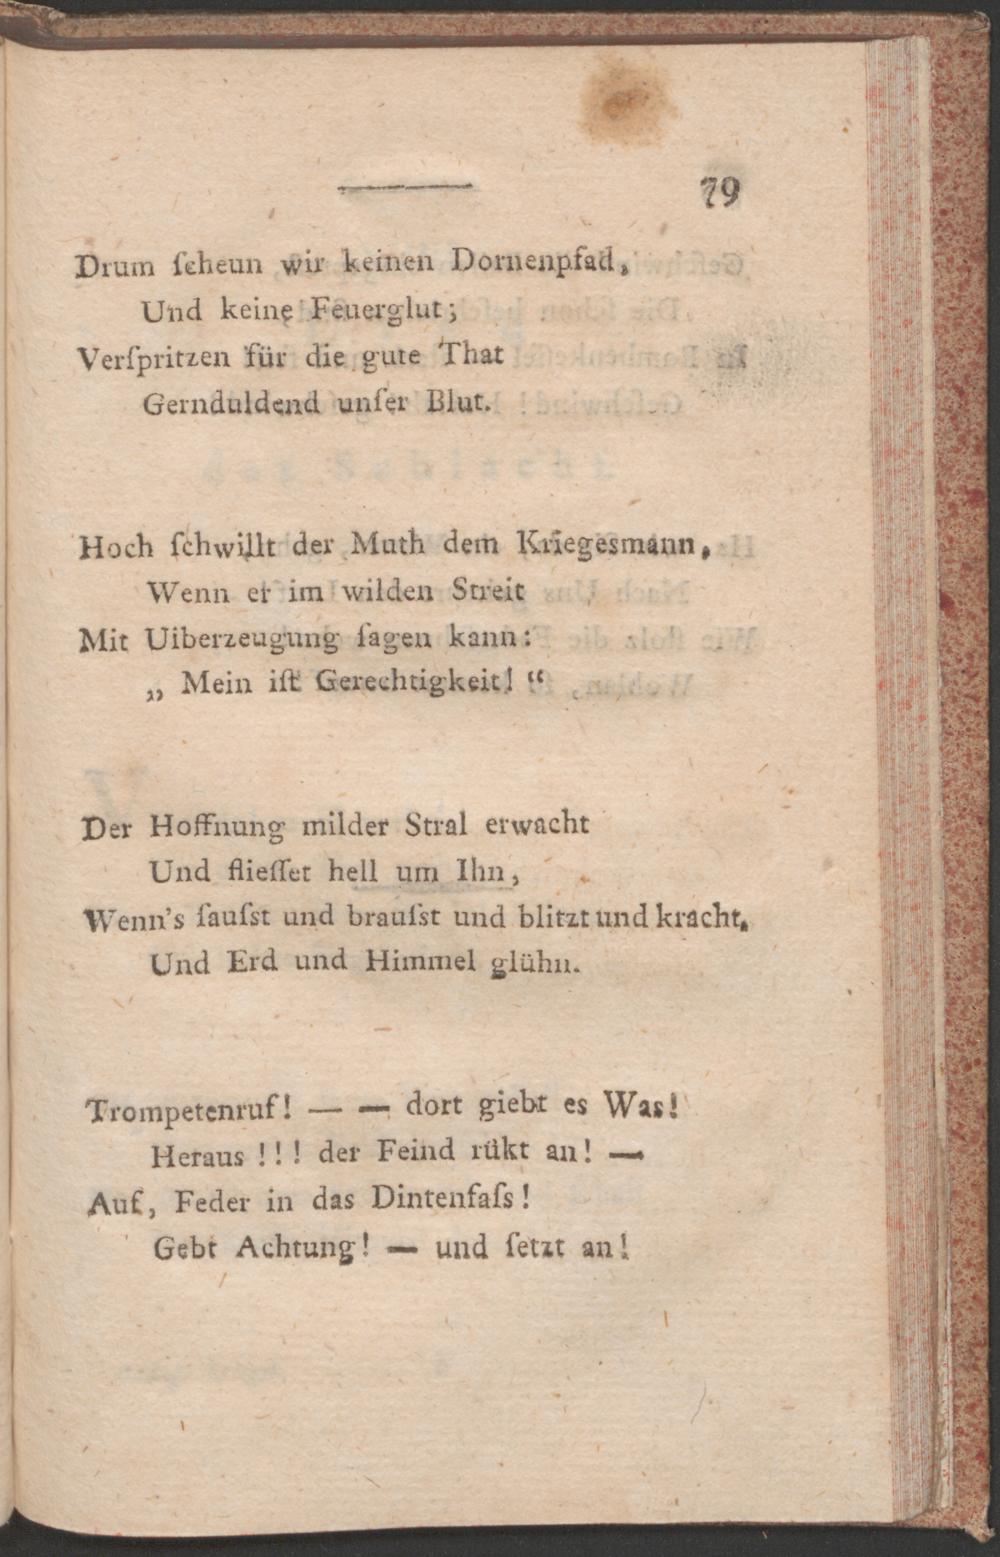 79
Drum ſcheun wir keinen Dornenpfad,
Und keine Feuerglut;
Verſpritzen für die gute That
Gernduldend unſer Blut.
Hoch ſchwillt der Muth dem Kriegesmann,
Wenn er im wilden Streit
Mit Uiberzeugung ſagen kann:
„ Mein iſt Gerechtigkeit! “
Der Hoffnung milder Stral erwacht
Und flieſſet hell um Ihn,
Wenn's ſauſst und brauſst und blitzt und kracht,
Und Erd und Himmel glühn.
Trompetenruf! — — dort giebt es Was!
Heraus !!! der Feind rükt an! —
Auf, Feder in das Dintenfaſs!
Gebt Achtung! — und ſetzt an!